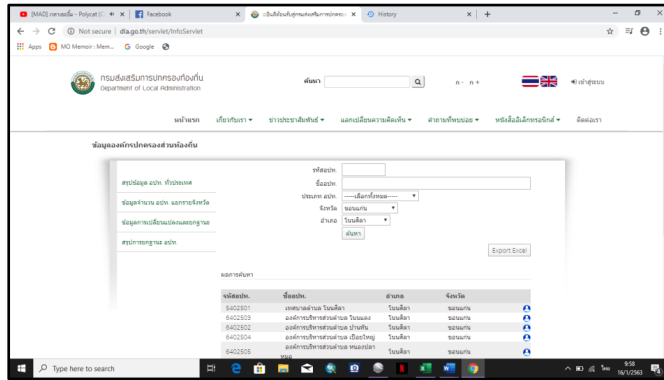 [MAD] กลางสอลั่ม - Polycat [C
Facebook
History
Not secure | dla.go.th/servlet/InfoServlet
Apps
MO Memoir : Mem...
Google
กรมส่งเสริมการปกครองท้องถิ่น
Department of Local Administration
ค้นหา
ก - ก +
เข้าสู่ระบบ
หน้าแรก เกี่ยวกับเรา ข่าวประชาสัมพันธ์ แลกเปลี่ยนความคิดเห็น คำถามที่พบบ่อย หนังสืออิเล็กทรอนิกส์ ติดต่อเรา
ข้อมูลองค์กรปกครองส่วนท้องถิ่น
สรุปข้อมูล อปท. ทั่วประเทศ
ข้อมูลจำนวน อปท. แยกรายจังหวัด
ข้อมูลการเปลี่ยนแปลงและยกฐานะ
สรุปการยกฐานะ อปท.
รหัสอปท.
ชื่ออปท.
ประเภท อปท. -----เลือกทั้งหมด-----
จังหวัด ขอนแก่น
อำเภอ โนนศิลา
ค้นหา
Export Excel
ผลการค้นหา
รหัสอปท. ชื่ออปท. อำเภอ จังหวัด
5402501 เทศบาลตำบล โนนศิลา โนนศิลา ขอนแก่น
6402503 องค์การบริหารส่วนตำบล โนนแดง โนนศิลา ขอนแก่น
6402502 องค์การบริหารส่วนตำบล บ้านหัน โนนศิลา ขอนแก่น
6402504 องค์การบริหารส่วนตำบล เปือยใหญ่ โนนศิลา ขอนแก่น
6402505 องค์การบริหารส่วนตำบล หนองปลาหมอ โนนศิลา ขอนแก่น
Type here to search
ไทย
9:58
16/1/2563